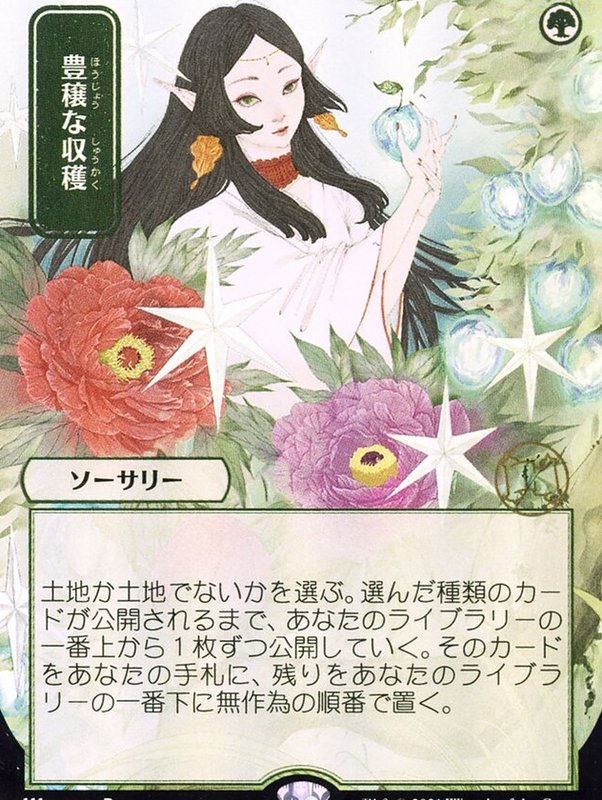 豊穣な収穫
ほうじょう しゅうかく
ソーサリー
土地か土地でないかを選ぶ。選んだ種類のカー
ドが公開されるまで、あなたのライブラリーの
一番上から１枚ずつ公開していく。そのカード
をあなたの手札に、残りをあなたのライブラ
リーの一番下に無作為の順番で置く。